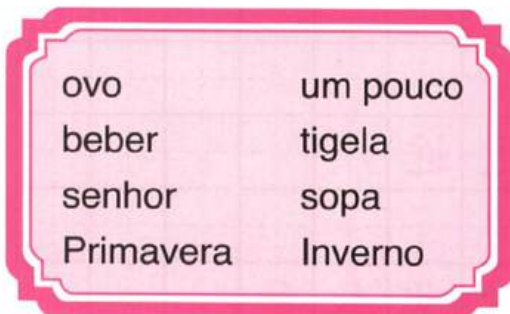 ovo um pouco
beber tigela
senhor sopa
Primavera Inverno